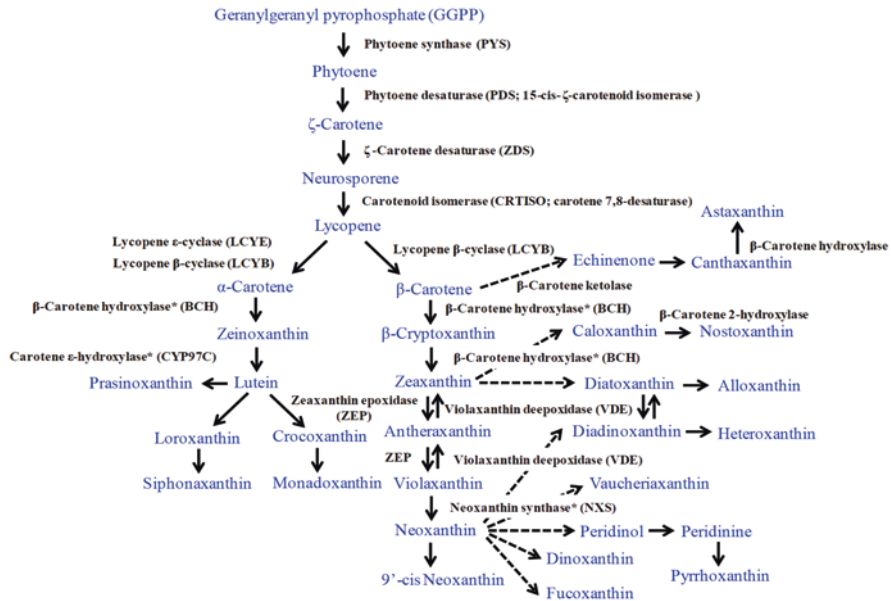 Geranylgeranyl pyrophosphate (GGPP)
Phytoene synthase (PYS)
Phytoene
Phytoene desaturase (PDS; 15-cis-ζ-carotenoid isomerase )
ζ-Carotene
ζ -Carotene desaturase (ZDS)
Neurosporene
Carotenoid isomerase (CRTISO; carotene 7,8-desaturase)
Lycopene
Astaxanthin
Lycopene ε-cyclase (LCYE)
Lycopene β-cyclase (LCYB)
Lycopene β-cyclase (LCYB)
β-Carotene hydroxylase
Echinenone
Canthaxanthin
α-Carotene
β-Carotene
β-Carotene ketolase
β-Carotene hydroxylase* (BCH)
β-Carotene hydroxylase* (BCH)
β-Carotene 2-hydroxylase
Zeinoxanthin
β-Cryptoxanthin
Caloxanthin
Nostoxanthin
Carotene ε-hydroxylase* (CYP97C)
β-Carotene hydroxylase* (BCH)
Prasinoxanthin
Lutein
Zeaxanthin
Diatoxanthin
Alloxanthin
Zeaxanthin epoxidase
(ZEP)
Violaxanthin deepoxidase (VDE)
Loroxanthin
Crocoxanthin
Antheraxanthin
Diadinoxanthin
Heteroxanthin
ZEP
Violaxanthin deepoxidase (VDE)
Siphonaxanthin
Monadoxanthin
Violaxanthin
Vaucheriaxanthin
Neoxanthin synthase* (NXS)
Neoxanthin
Peridinol
Peridinine
Dinoxanthin
9’-cis Neoxanthin
Pyrrhoxanthin
Fucoxanthin